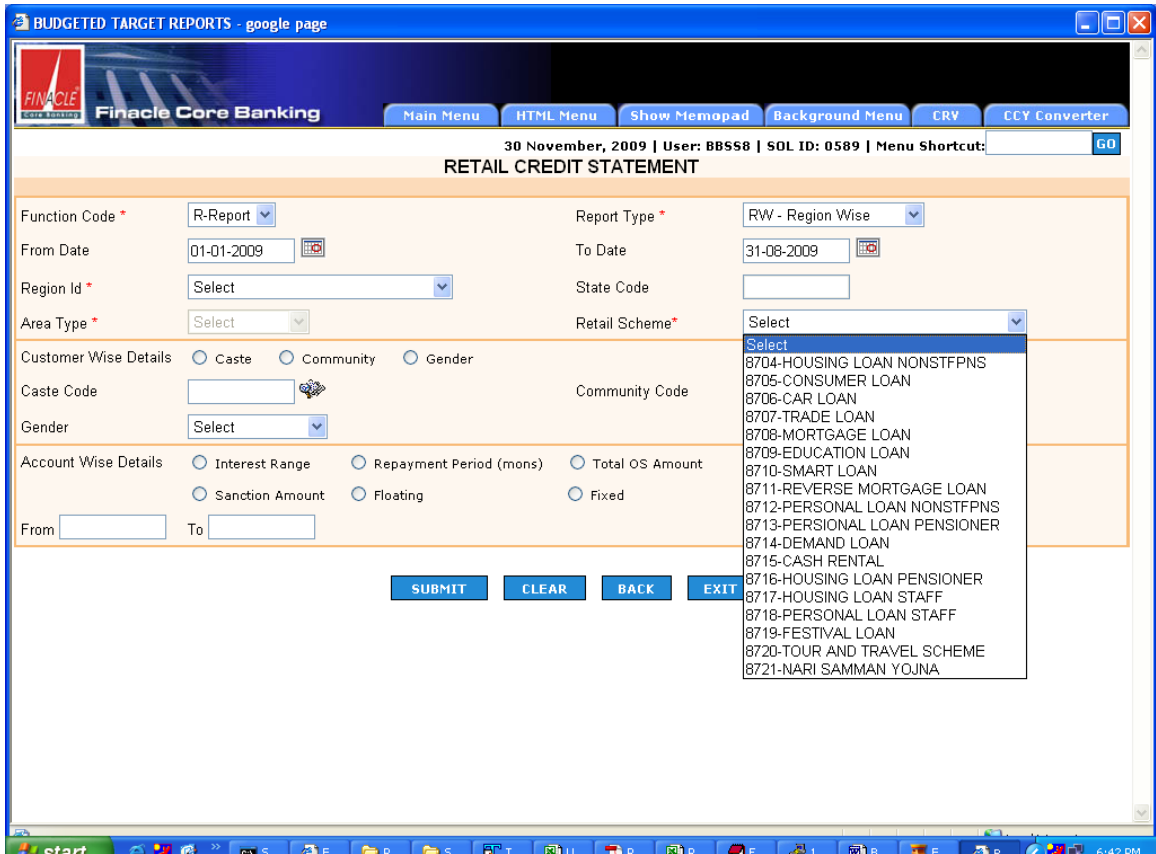 BUDGETED TARGET REPORTS - google page
FINACLE
Core Banking
Finacle Core Banking
Main Menu HTML Menu Show Memopad Background Menu CRV CCY Converter
30 November, 2009 | User: BBSS8 | SOL ID: 0589 | Menu Shortcut: GO
RETAIL CREDIT STATEMENT
Function Code * R-Report Report Type * RW - Region Wise
From Date 01-01-2009 To Date 31-08-2009
Region Id * Select State Code
Area Type * Select Retail Scheme* Select
Select
8704-HOUSING LOAN NONSTFPNS
8705-CONSUMER LOAN
8706-CAR LOAN
8707-TRADE LOAN
8708-MORTGAGE LOAN
8709-EDUCATION LOAN
8710-SMART LOAN
8711-REVERSE MORTGAGE LOAN
8712-PERSONAL LOAN NONSTFPNS
8713-PERSIONAL LOAN PENSIONER
8714-DEMAND LOAN
8715-CASH RENTAL
8716-HOUSING LOAN PENSIONER
8717-HOUSING LOAN STAFF
8718-PERSONAL LOAN STAFF
8719-FESTIVAL LOAN
8720-TOUR AND TRAVEL SCHEME
8721-NARI SAMMAN YOJNA
Customer Wise Details Caste Community Gender
Caste Code Community Code
Gender Select
Account Wise Details Interest Range Repayment Period (mons) Total OS Amount
Sanction Amount Floating Fixed
From To
SUBMIT CLEAR BACK EXIT
start 6:42 PM